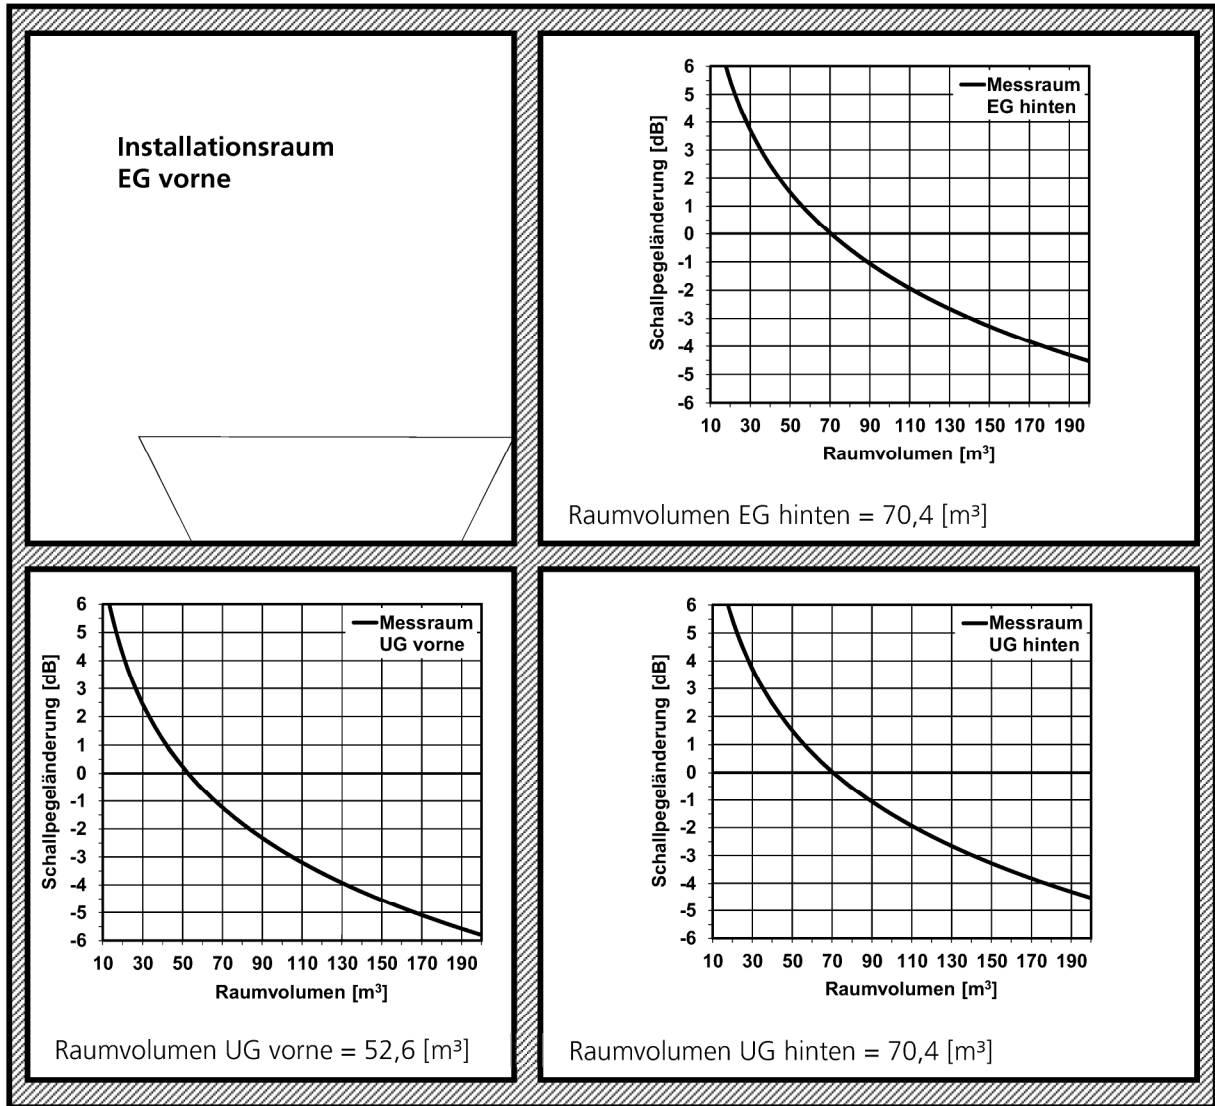 Installationsraum
EG vorne
6
5
4
3
2
1
0
-1
-2
-3
-4
-5
-6
Schallpegeländerung [dB]
Messraum
EG hinten
10 30 50 70 90 110 130 150 170 190
Raumvolumen [m³]
Raumvolumen EG hinten = 70,4 [m³]
6
5
4
3
2
1
0
-1
-2
-3
-4
-5
-6
Schallpegeländerung [dB]
Messraum
UG vorne
10 30 50 70 90 110 130 150 170 190
Raumvolumen [m³]
Raumvolumen UG vorne = 52,6 [m³]
6
5
4
3
2
1
0
-1
-2
-3
-4
-5
-6
Schallpegeländerung [dB]
Messraum
UG hinten
10 30 50 70 90 110 130 150 170 190
Raumvolumen [m³]
Raumvolumen UG hinten = 70,4 [m³]